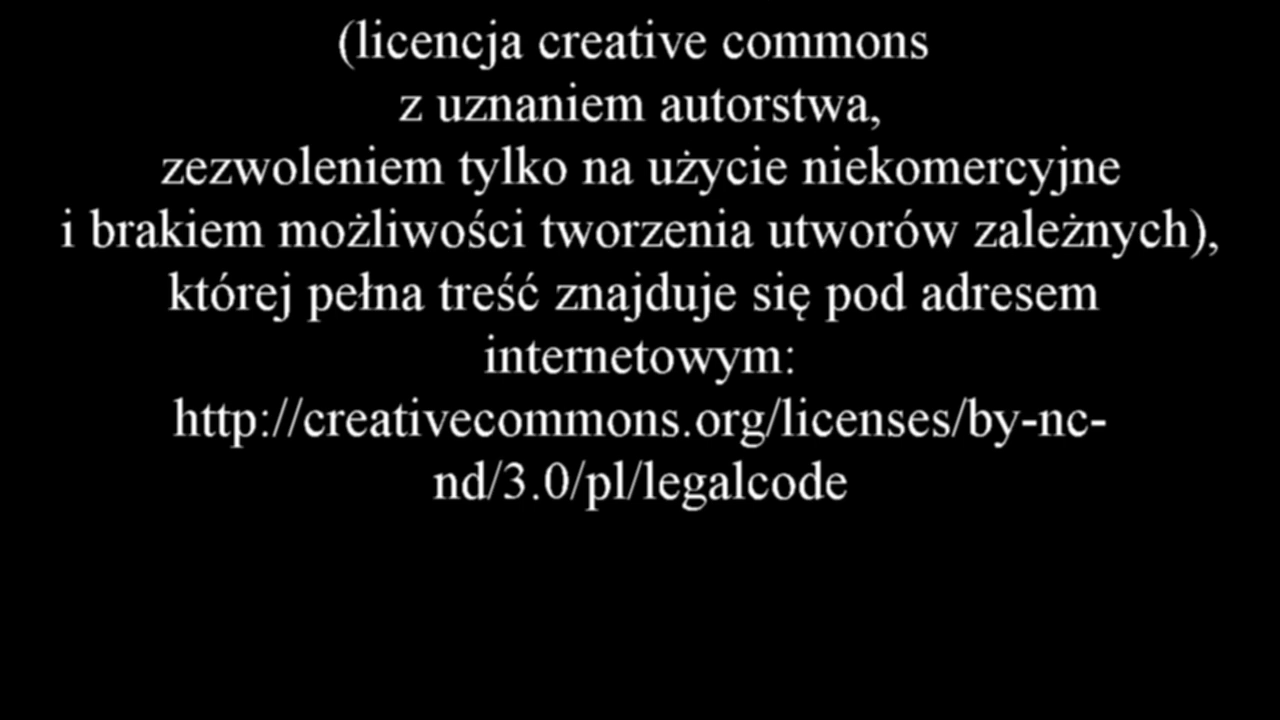 (licencja creative commons
z uznaniem autorstwa,
zezwoleniem tylko na użycie niekomercyjne
i brakiem możliwości tworzenia utworów zależnych),
której pełna treść znajduje się pod adresem
internetowym:
http://creativecommons.org/licenses/by-nc-
nd/3.0/pl/legalcode